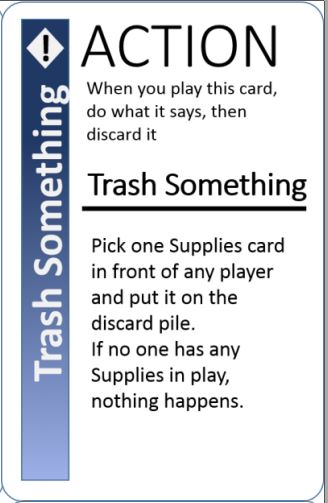 !
ACTION
When you play this card,
do what it says, then
discard it
Trash Something
Trash Something
Pick one Supplies card
in front of any player
and put it on the
discard pile.
If no one has any
Supplies in play,
nothing happens.